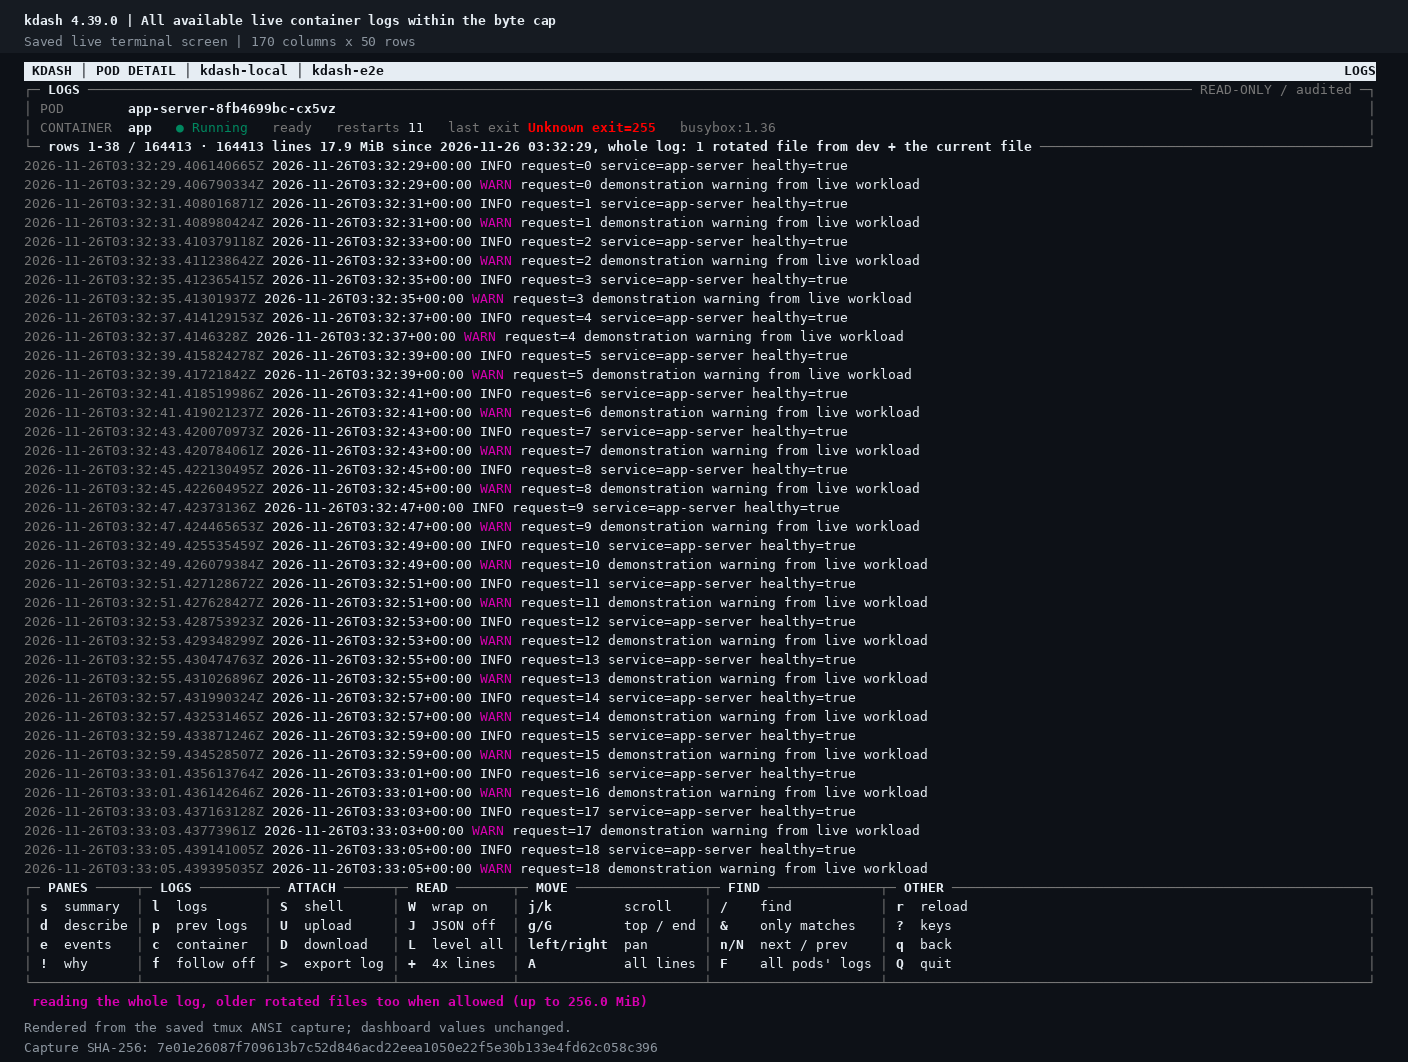 kdash 4.39.0 | All available live container logs within the byte cap
Saved live terminal screen | 170 columns x 50 rows
KDASH │ POD DETAIL │ kdash-local │ kdash-e2e LOGS
LOGS READ-ONLY / audited
POD app-server-8fb4699bc-cx5vz
CONTAINER app ● Running ready restarts 11 last exit Unknown exit=255 busybox:1.36
rows 1-38 / 164413 · 164413 lines 17.9 MiB since 2026-11-26 03:32:29, whole log: 1 rotated file from dev + the current file
2026-11-26T03:32:29.406140665Z 2026-11-26T03:32:29+00:00 INFO request=0 service=app-server healthy=true
2026-11-26T03:32:29.406790334Z 2026-11-26T03:32:29+00:00 WARN request=0 demonstration warning from live workload
2026-11-26T03:32:31.408016871Z 2026-11-26T03:32:31+00:00 INFO request=1 service=app-server healthy=true
2026-11-26T03:32:31.408980424Z 2026-11-26T03:32:31+00:00 WARN request=1 demonstration warning from live workload
2026-11-26T03:32:33.410379118Z 2026-11-26T03:32:33+00:00 INFO request=2 service=app-server healthy=true
2026-11-26T03:32:33.411238642Z 2026-11-26T03:32:33+00:00 WARN request=2 demonstration warning from live workload
2026-11-26T03:32:35.412365415Z 2026-11-26T03:32:35+00:00 INFO request=3 service=app-server healthy=true
2026-11-26T03:32:35.41301937Z 2026-11-26T03:32:35+00:00 WARN request=3 demonstration warning from live workload
2026-11-26T03:32:37.414129153Z 2026-11-26T03:32:37+00:00 INFO request=4 service=app-server healthy=true
2026-11-26T03:32:37.4146328Z 2026-11-26T03:32:37+00:00 WARN request=4 demonstration warning from live workload
2026-11-26T03:32:39.415824278Z 2026-11-26T03:32:39+00:00 INFO request=5 service=app-server healthy=true
2026-11-26T03:32:39.41721842Z 2026-11-26T03:32:39+00:00 WARN request=5 demonstration warning from live workload
2026-11-26T03:32:41.418519986Z 2026-11-26T03:32:41+00:00 INFO request=6 service=app-server healthy=true
2026-11-26T03:32:41.419021237Z 2026-11-26T03:32:41+00:00 WARN request=6 demonstration warning from live workload
2026-11-26T03:32:43.420070973Z 2026-11-26T03:32:43+00:00 INFO request=7 service=app-server healthy=true
2026-11-26T03:32:43.420784061Z 2026-11-26T03:32:43+00:00 WARN request=7 demonstration warning from live workload
2026-11-26T03:32:45.422130495Z 2026-11-26T03:32:45+00:00 INFO request=8 service=app-server healthy=true
2026-11-26T03:32:45.422604952Z 2026-11-26T03:32:45+00:00 WARN request=8 demonstration warning from live workload
2026-11-26T03:32:47.42373136Z 2026-11-26T03:32:47+00:00 INFO request=9 service=app-server healthy=true
2026-11-26T03:32:47.424465653Z 2026-11-26T03:32:47+00:00 WARN request=9 demonstration warning from live workload
2026-11-26T03:32:49.425535459Z 2026-11-26T03:32:49+00:00 INFO request=10 service=app-server healthy=true
2026-11-26T03:32:49.426079384Z 2026-11-26T03:32:49+00:00 WARN request=10 demonstration warning from live workload
2026-11-26T03:32:51.427128672Z 2026-11-26T03:32:51+00:00 INFO request=11 service=app-server healthy=true
2026-11-26T03:32:51.427628427Z 2026-11-26T03:32:51+00:00 WARN request=11 demonstration warning from live workload
2026-11-26T03:32:53.428753923Z 2026-11-26T03:32:53+00:00 INFO request=12 service=app-server healthy=true
2026-11-26T03:32:53.429348299Z 2026-11-26T03:32:53+00:00 WARN request=12 demonstration warning from live workload
2026-11-26T03:32:55.430474763Z 2026-11-26T03:32:55+00:00 INFO request=13 service=app-server healthy=true
2026-11-26T03:32:55.431026896Z 2026-11-26T03:32:55+00:00 WARN request=13 demonstration warning from live workload
2026-11-26T03:32:57.431990324Z 2026-11-26T03:32:57+00:00 INFO request=14 service=app-server healthy=true
2026-11-26T03:32:57.432531465Z 2026-11-26T03:32:57+00:00 WARN request=14 demonstration warning from live workload
2026-11-26T03:32:59.433871246Z 2026-11-26T03:32:59+00:00 INFO request=15 service=app-server healthy=true
2026-11-26T03:32:59.434528507Z 2026-11-26T03:32:59+00:00 WARN request=15 demonstration warning from live workload
2026-11-26T03:33:01.435613764Z 2026-11-26T03:33:01+00:00 INFO request=16 service=app-server healthy=true
2026-11-26T03:33:01.436142646Z 2026-11-26T03:33:01+00:00 WARN request=16 demonstration warning from live workload
2026-11-26T03:33:03.437163128Z 2026-11-26T03:33:03+00:00 INFO request=17 service=app-server healthy=true
2026-11-26T03:33:03.43773961Z 2026-11-26T03:33:03+00:00 WARN request=17 demonstration warning from live workload
2026-11-26T03:33:05.439141005Z 2026-11-26T03:33:05+00:00 INFO request=18 service=app-server healthy=true
2026-11-26T03:33:05.439395035Z 2026-11-26T03:33:05+00:00 WARN request=18 demonstration warning from live workload
PANES LOGS ATTACH READ MOVE FIND OTHER
s summary │ l logs │ S shell │ W wrap on │ j/k scroll │ / find │ r reload
d describe │ p prev logs │ U upload │ J JSON off │ g/G top / end │ & only matches │ ? keys
e events │ c container │ D download │ L level all │ left/right pan │ n/N next / prev │ q back
! why │ f follow off │ > export log │ + 4x lines │ A all lines │ F all pods' logs │ Q quit
reading the whole log, older rotated files too when allowed (up to 256.0 MiB)
Rendered from the saved tmux ANSI capture; dashboard values unchanged.
Capture SHA-256: 7e01e26087f709613b7c52d846acd22eea1050e22f5e30b133e4fd62c058c396